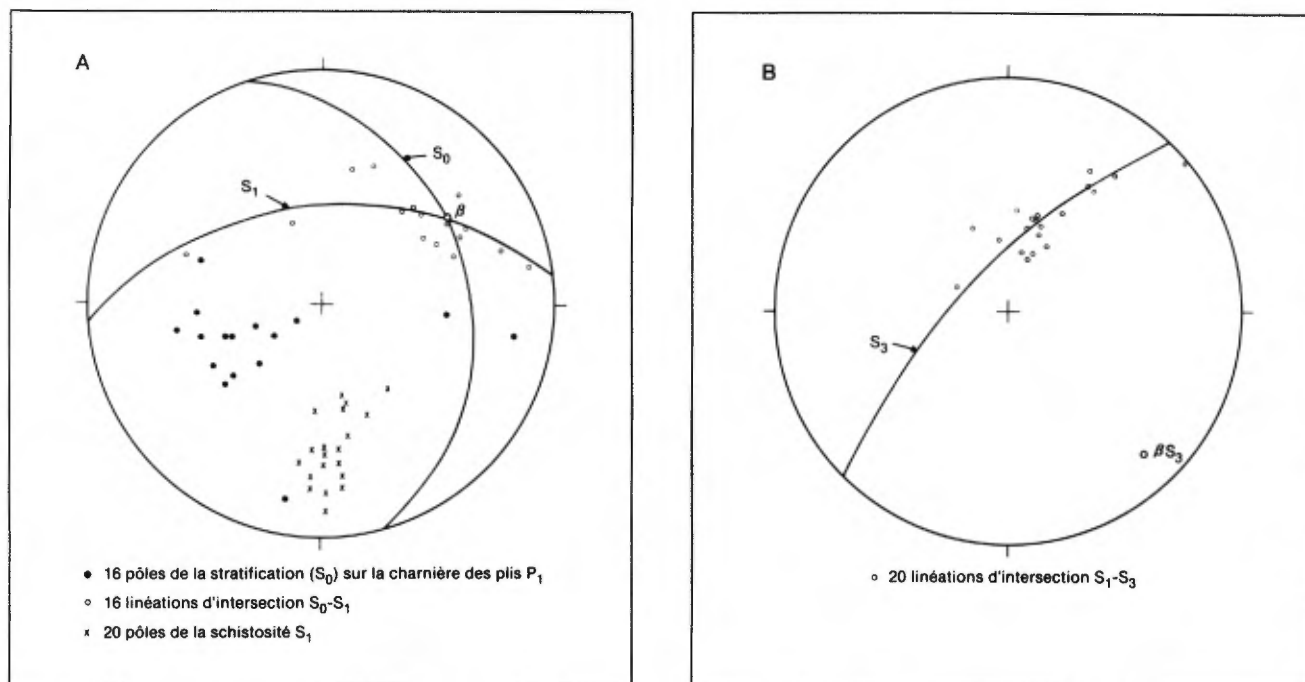 A
S0
S1
β
● 16 pôles de la stratification (S0) sur la charnière des plis P1
○ 16 linéations d'intersection S0-S1
x 20 pôles de la schistosité S1
B
S3
βS3
○ 20 linéations d'intersection S1-S3